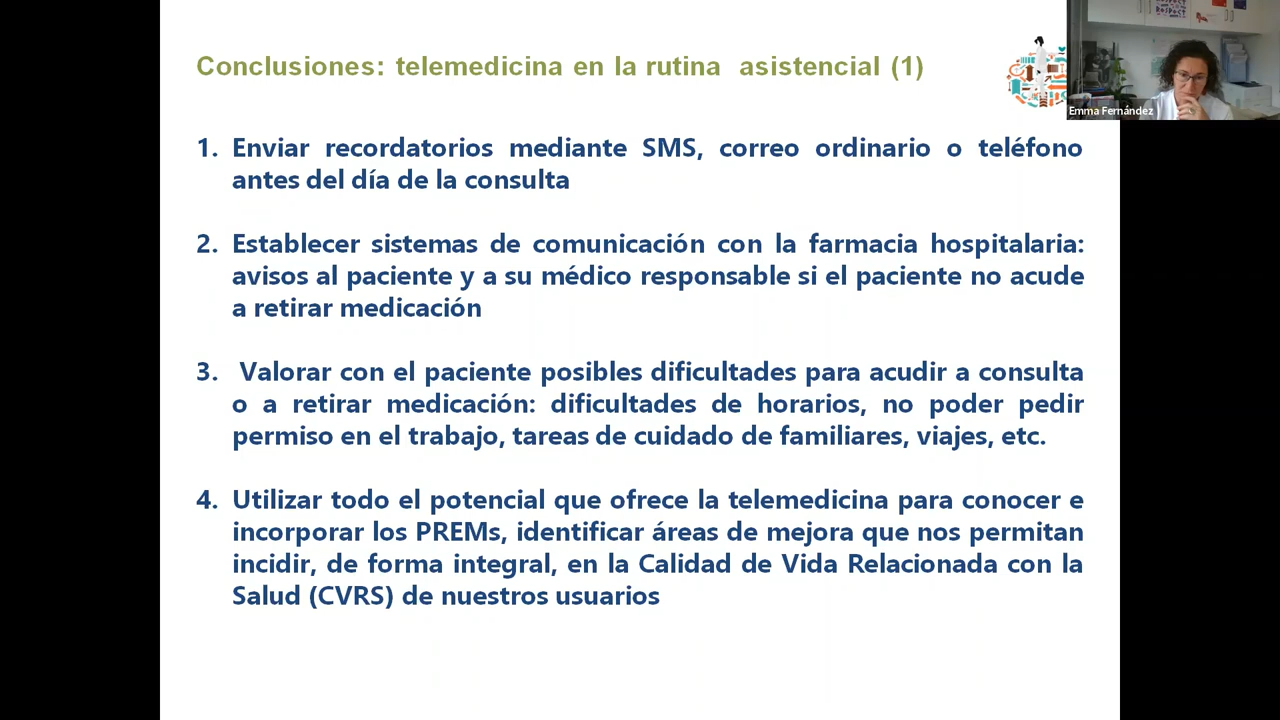 Conclusiones: telemedicina en la rutina asistencial (1)
Emma Fernández
1. Enviar recordatorios mediante SMS, correo ordinario o teléfono
antes del día de la consulta
2. Establecer sistemas de comunicación con la farmacia hospitalaria:
avisos al paciente y a su médico responsable si el paciente no acude
a retirar medicación
3. Valorar con el paciente posibles dificultades para acudir a consulta
o a retirar medicación: dificultades de horarios, no poder pedir
permiso en el trabajo, tareas de cuidado de familiares, viajes, etc.
4. Utilizar todo el potencial que ofrece la telemedicina para conocer e
incorporar los PREMs, identificar áreas de mejora que nos permitan
incidir, de forma integral, en la Calidad de Vida Relacionada con la
Salud (CVRS) de nuestros usuarios